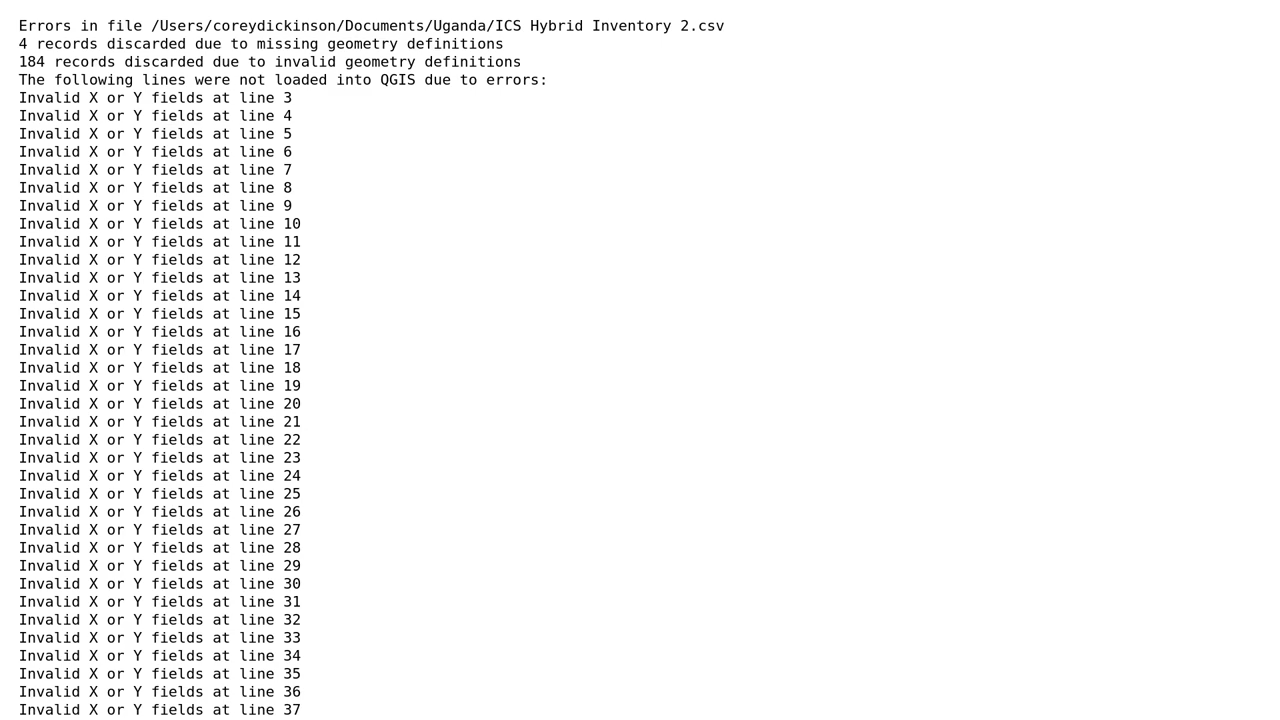 Errors in file /Users/coreydickinson/Documents/Uganda/ICS Hybrid Inventory 2.csv
4 records discarded due to missing geometry definitions
184 records discarded due to invalid geometry definitions
The following lines were not loaded into QGIS due to errors:
Invalid X or Y fields at line 3
Invalid X or Y fields at line 4
Invalid X or Y fields at line 5
Invalid X or Y fields at line 6
Invalid X or Y fields at line 7
Invalid X or Y fields at line 8
Invalid X or Y fields at line 9
Invalid X or Y fields at line 10
Invalid X or Y fields at line 11
Invalid X or Y fields at line 12
Invalid X or Y fields at line 13
Invalid X or Y fields at line 14
Invalid X or Y fields at line 15
Invalid X or Y fields at line 16
Invalid X or Y fields at line 17
Invalid X or Y fields at line 18
Invalid X or Y fields at line 19
Invalid X or Y fields at line 20
Invalid X or Y fields at line 21
Invalid X or Y fields at line 22
Invalid X or Y fields at line 23
Invalid X or Y fields at line 24
Invalid X or Y fields at line 25
Invalid X or Y fields at line 26
Invalid X or Y fields at line 27
Invalid X or Y fields at line 28
Invalid X or Y fields at line 29
Invalid X or Y fields at line 30
Invalid X or Y fields at line 31
Invalid X or Y fields at line 32
Invalid X or Y fields at line 33
Invalid X or Y fields at line 34
Invalid X or Y fields at line 35
Invalid X or Y fields at line 36
Invalid X or Y fields at line 37